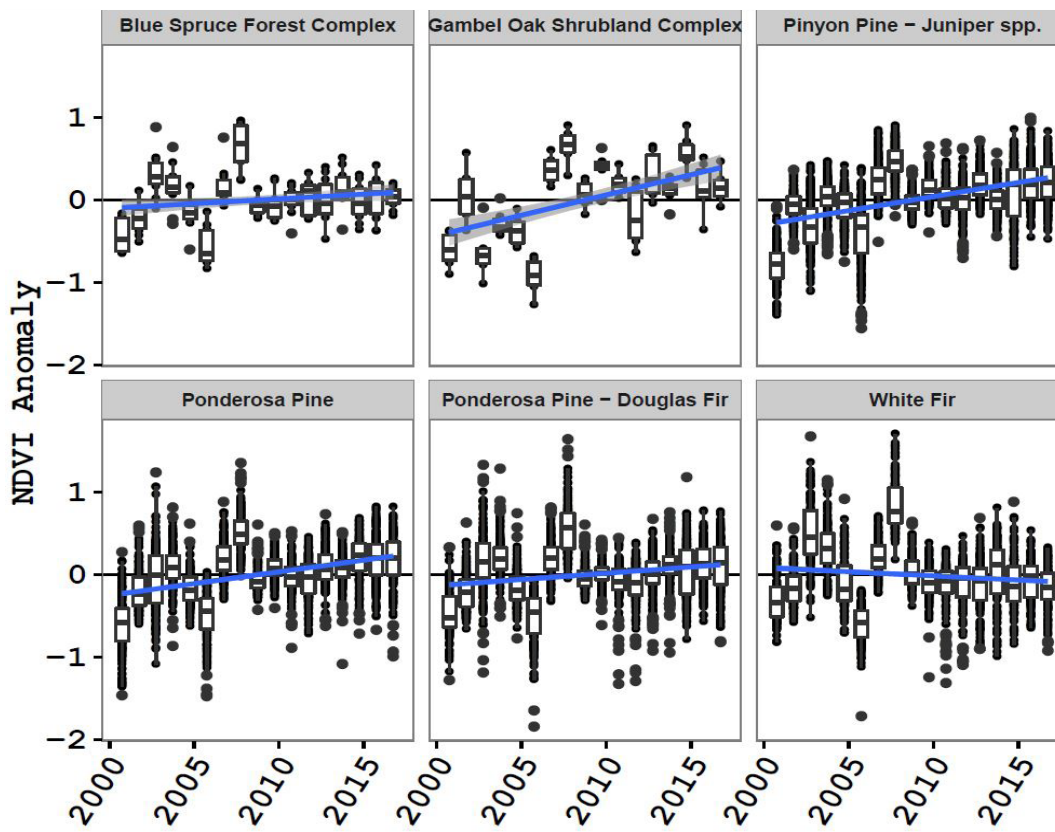 Blue Spruce Forest Complex
Gambel Oak Shrubland Complex
Pinyon Pine − Juniper spp.
1
0
−1
−2
NDVI Anomaly
Ponderosa Pine
Ponderosa Pine − Douglas Fir
White Fir
1
0
−1
−2
2000
2005
2010
2015
2000
2005
2010
2015
2000
2005
2010
2015